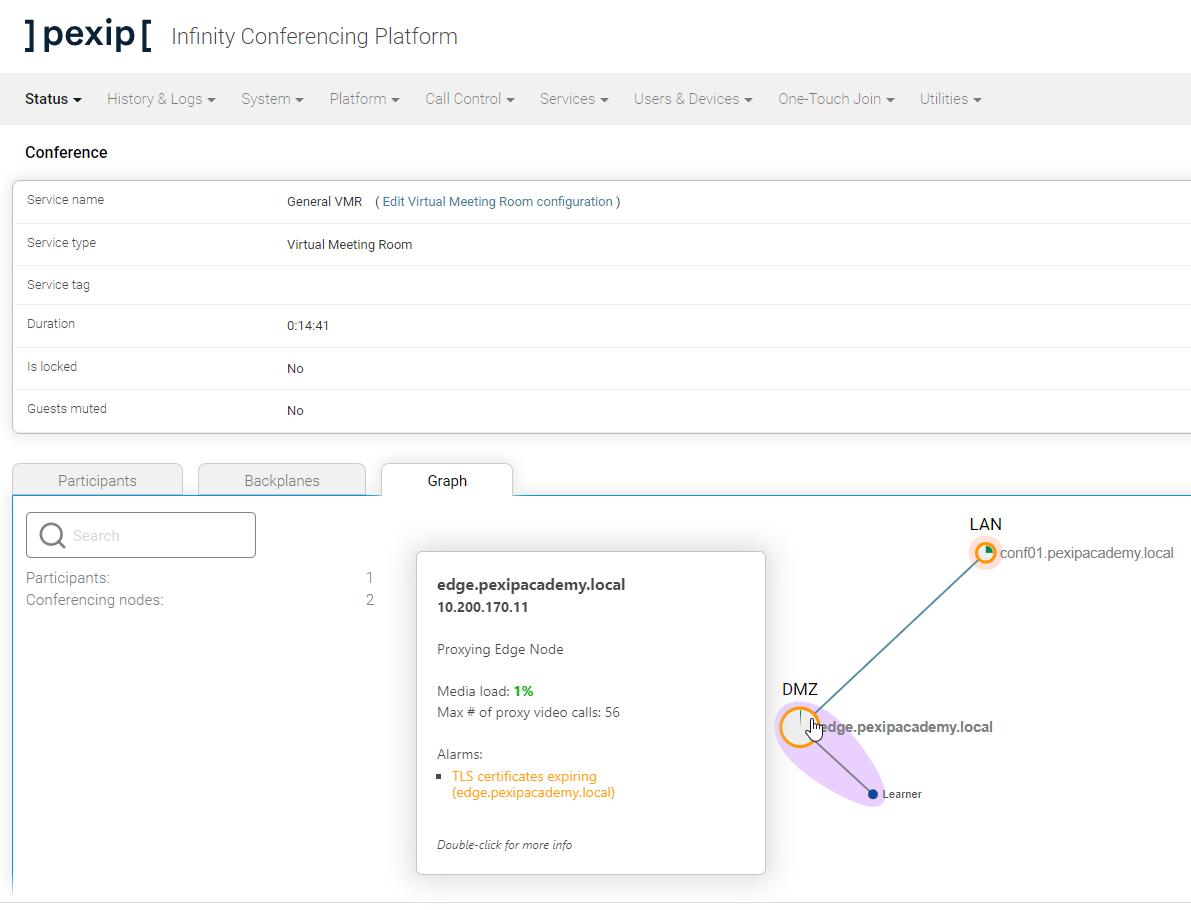 ]pexip[ Infinity Conferencing Platform
Status History & Logs System Platform Call Control Services Users & Devices One-Touch Join Utilities
Conference
Service name General VMR ( Edit Virtual Meeting Room configuration )
Service type Virtual Meeting Room
Service tag
Duration 0:14:41
Is locked No
Guests muted No
Participants Backplanes Graph
Search
Participants: 1
Conferencing nodes: 2
edge.pexipacademy.local
10.200.170.11
Proxying Edge Node
Media load: 1%
Max # of proxy video calls: 56
Alarms:
TLS certificates expiring
(edge.pexipacademy.local)
Double-click for more info
LAN
conf01.pexipacademy.local
DMZ
edge.pexipacademy.local
Learner